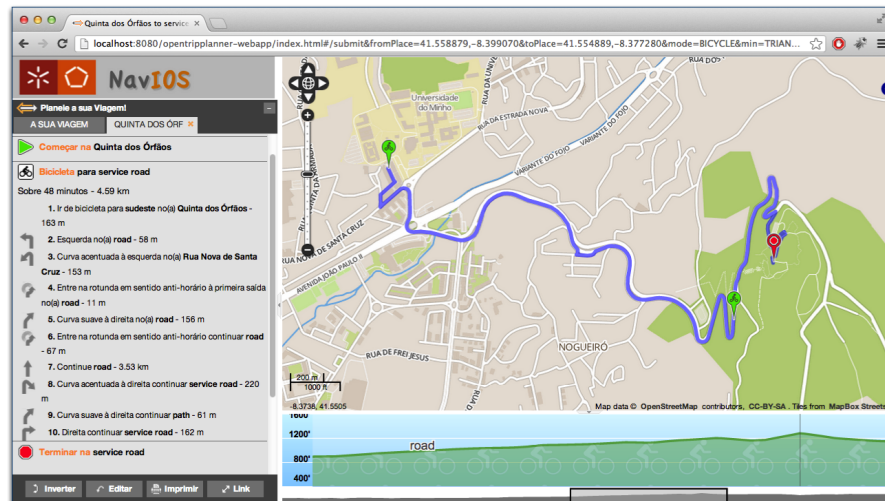 Quinta dos Órfãos to service
localhost:8080/opentripplanner-webapp/index.html#/submit&fromPlace=41.558879,-8.399070&toPlace=41.554889,-8.377280&mode=BICYCLE&min=TRIAN...
NavIOS
Planeie a sua Viagem!
A SUA VIAGEM
QUINTA DOS ÓRF
Começar na Quinta dos Órfãos
Bicicleta para service road
Sobre 48 minutos - 4.59 km
1. Ir de bicicleta para sudeste no(a) Quinta dos Órfãos -
163 m
2. Esquerda no(a) road - 58 m
3. Curva acentuada à esquerda no(a) Rua Nova de Santa
Cruz - 153 m
4. Entre na rotunda em sentido anti-horário à primeira saída
no(a) road - 11 m
5. Curva suave à direita no(a) road - 156 m
6. Entre na rotunda em sentido anti-horário continuar road
- 67 m
7. Continue road - 3.53 km
8. Curva acentuada à direita continuar service road - 220
m
9. Curva suave à direita continuar path - 61 m
10. Direita continuar service road - 162 m
Terminar na service road
Inverter
Editar
Imprimir
Link
Universidade
do Minho
RUA DA ESTRADA NOVA
VARIANTE DO FOJO
VARIANTE DO FOJO
RUA NOVA DE SANTA CRUZ
AVENIDA JOÃO PAULO II
RUA DE FREI JESUS
NOGUEIRÓ
200 m
1000 ft
-8.3738, 41.5505
Map data © OpenStreetMap contributors, CC-BY-SA . Tiles from MapBox Streets
1600'
1200'
800'
400'
road